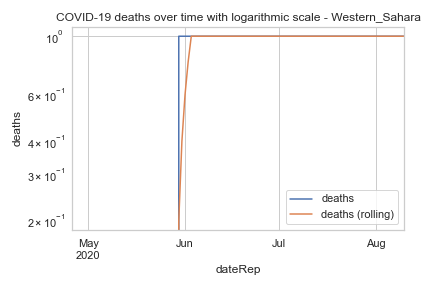 COVID-19 deaths over time with logarithmic scale - Western_Sahara
10⁰
6 × 10⁻¹
4 × 10⁻¹
3 × 10⁻¹
2 × 10⁻¹
deaths
deaths
deaths (rolling)
May
2020
Jun
Jul
Aug
dateRep